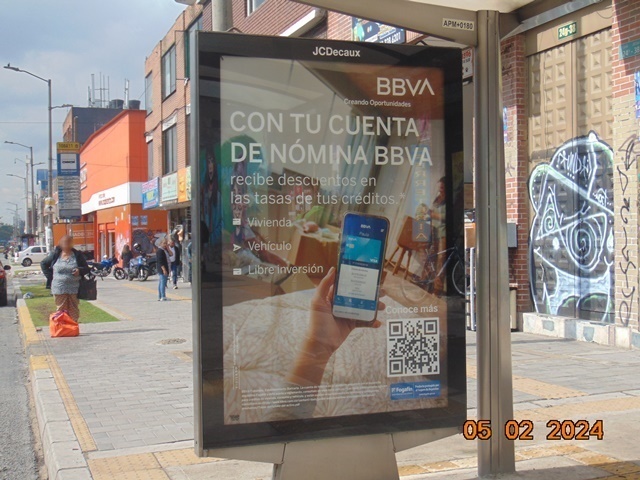 APM+0180
JCDecaux
BBVA
Creando Oportunidades
CON TU CUENTA
DE NÓMINA BBVA
recibe descuentos en
las tasas de tus créditos.*
Vivienda
Vehículo
Libre Inversión
Conoce más
Fogafín
05 02 2024